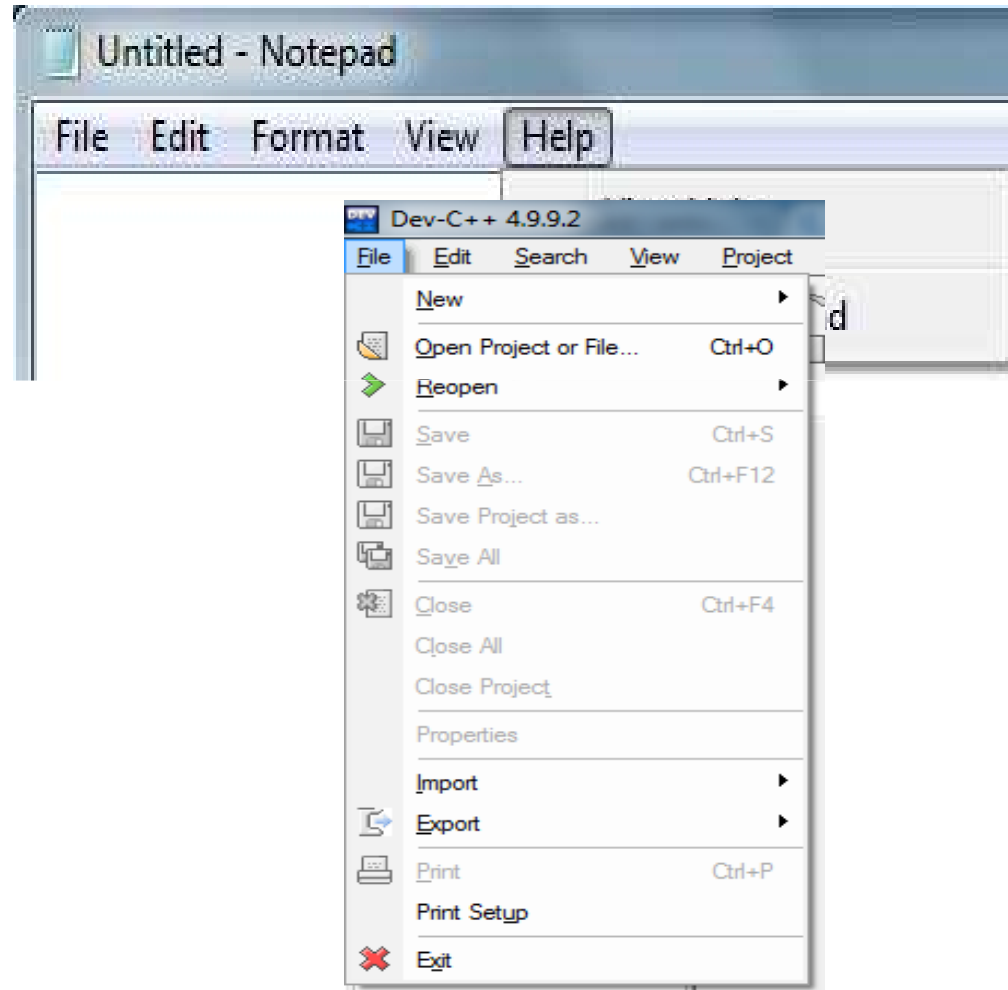 Untitled - Notepad
File Edit Format View Help
Dev-C++ 4.9.9.2
File Edit Search View Project
New
Open Project or File... Ctrl+O
Reopen
Save Ctrl+S
Save As... Ctrl+F12
Save Project as...
Save All
Close Ctrl+F4
Close All
Close Project
Properties
Import
Export
Print Ctrl+P
Print Setup
Exit